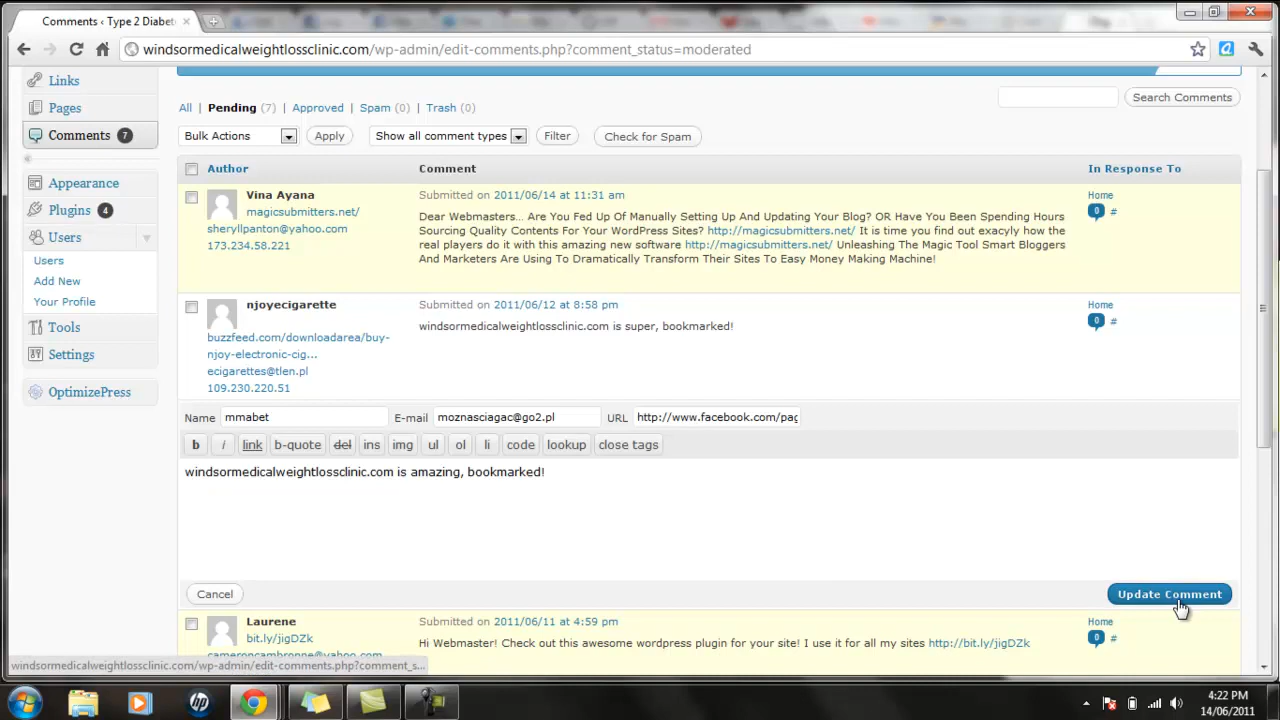 Comments ‹ Type 2 Diabet
windsormedicalweightlossclinic.com/wp-admin/edit-comments.php?comment_status=moderated
Links
Pages
Comments 7
Appearance
Plugins 4
Users
Users
Add New
Your Profile
Tools
Settings
OptimizePress
All | Pending (7) | Approved | Spam (0) | Trash (0)
Search Comments
Bulk Actions Apply Show all comment types Filter Check for Spam
Author Comment In Response To
Vina Ayana
magicsubmitters.net/
sheryllpanton@yahoo.com
173.234.58.221
Submitted on 2011/06/14 at 11:31 am
Dear Webmasters... Are You Fed Up Of Manually Setting Up And Updating Your Blog? OR Have You Been Spending Hours
Sourcing Quality Contents For Your WordPress Sites? http://magicsubmitters.net/ It is time you find out exacyly how the
real players do it with this amazing new software http://magicsubmitters.net/ Unleashing The Magic Tool Smart Bloggers
And Marketers Are Using To Dramatically Transform Their Sites To Easy Money Making Machine!
Home
0 #
njoyecigarette
buzzfeed.com/downloadarea/buy-
njoy-electronic-cig...
ecigarettes@tlen.pl
109.230.220.51
Submitted on 2011/06/12 at 8:58 pm
windsormedicalweightlossclinic.com is super, bookmarked!
Home
0 #
Name mmabet E-mail moznasciagac@go2.pl URL http://www.facebook.com/pag
b i link b-quote del ins img ul ol li code lookup close tags
windsormedicalweightlossclinic.com is amazing, bookmarked!
Cancel Update Comment
Laurene
bit.ly/jigDZk
cameroncambronne@yahoo.com
Submitted on 2011/06/11 at 4:59 pm
Hi Webmaster! Check out this awesome wordpress plugin for your site! I use it for all my sites http://bit.ly/jigDZk
Home
0 #
windsormedicalweightlossclinic.com/wp-admin/edit-comments.php?comment_s...
4:22 PM
14/06/2011